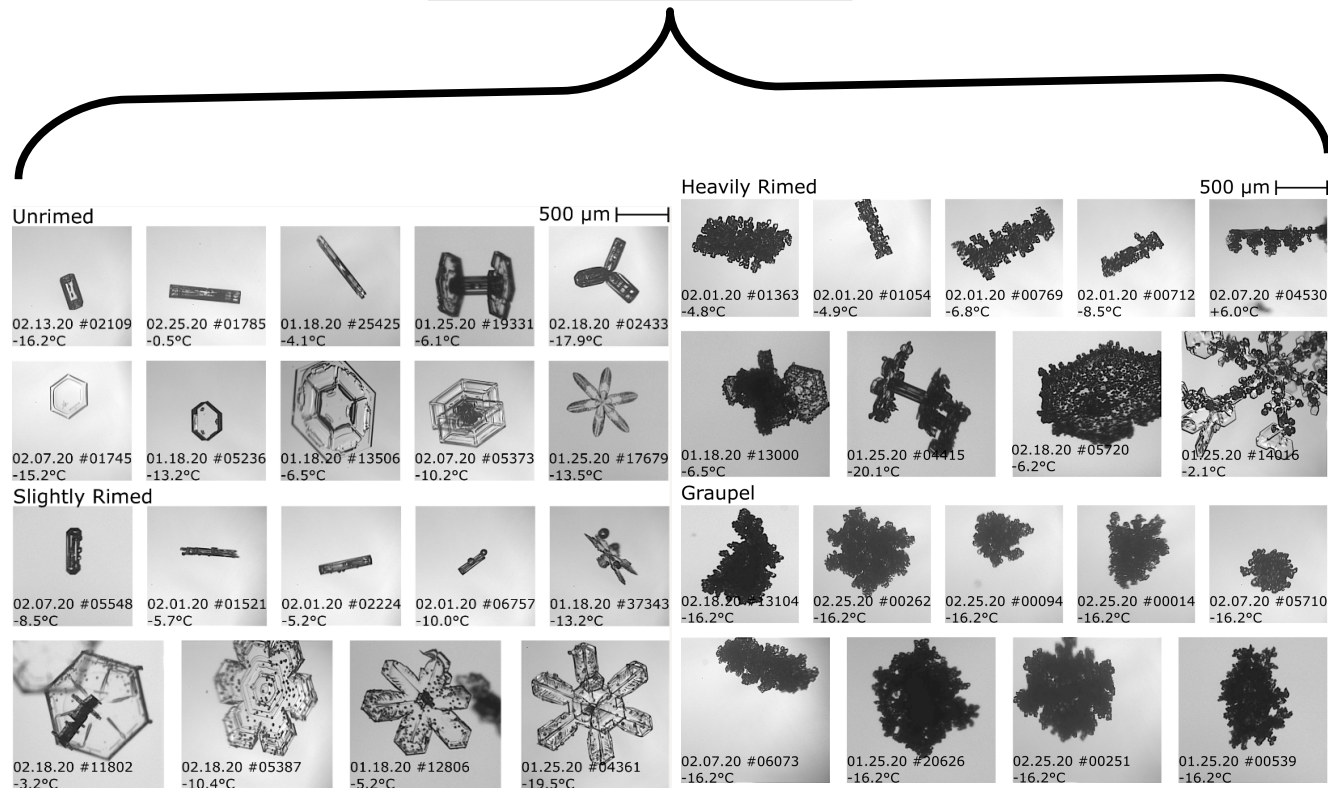 Unrimed
500 µm
02.13.20 #02109
-16.2°C
02.25.20 #01785
-0.5°C
01.18.20 #25425
-4.1°C
01.25.20 #19331
-6.1°C
02.18.20 #02433
-17.9°C
02.07.20 #01745
-15.2°C
01.18.20 #05236
-13.2°C
01.18.20 #13506
-6.5°C
02.07.20 #05373
-10.2°C
01.25.20 #17679
-13.5°C
Slightly Rimed
02.07.20 #05548
-8.5°C
02.01.20 #01521
-5.7°C
02.01.20 #02224
-5.2°C
02.01.20 #06757
-10.0°C
01.18.20 #37343
-13.2°C
02.18.20 #11802
-3.2°C
02.18.20 #05387
-10.4°C
01.18.20 #12806
-5.2°C
01.25.20 #04361
-19.5°C
Heavily Rimed
500 µm
02.01.20 #01363
-4.8°C
02.01.20 #01054
-4.9°C
02.01.20 #00769
-6.8°C
02.01.20 #00712
-8.5°C
02.07.20 #04530
+6.0°C
01.18.20 #13000
-6.5°C
01.25.20 #04415
-20.1°C
02.18.20 #05720
-6.2°C
01.25.20 #14016
-2.1°C
Graupel
02.18.20 #13104
-16.2°C
02.25.20 #00262
-16.2°C
02.25.20 #00094
-16.2°C
02.25.20 #00014
-16.2°C
02.07.20 #05710
-16.2°C
02.07.20 #06073
-16.2°C
01.25.20 #20626
-16.2°C
02.25.20 #00251
-16.2°C
01.25.20 #00539
-16.2°C